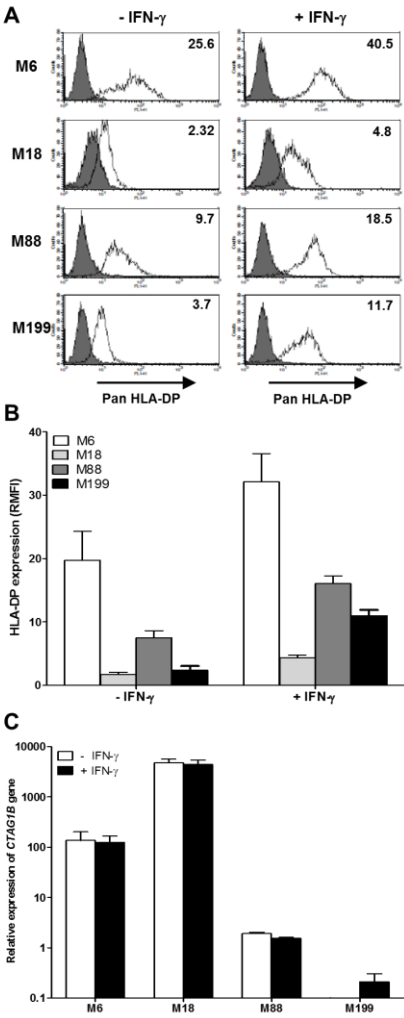 A
- IFN-γ
+ IFN-γ
M6
25.6
40.5
M18
2.32
4.8
M88
9.7
18.5
M199
3.7
11.7
Pan HLA-DP
Pan HLA-DP
B
HLA-DP expression (RMFI)
40
30
20
10
0
M6
M18
M88
M199
- IFN-γ
+ IFN-γ
C
Relative expression of CTAG1B gene
10000
1000
100
10
1
0.1
- IFN-γ
+ IFN-γ
M6
M18
M88
M199